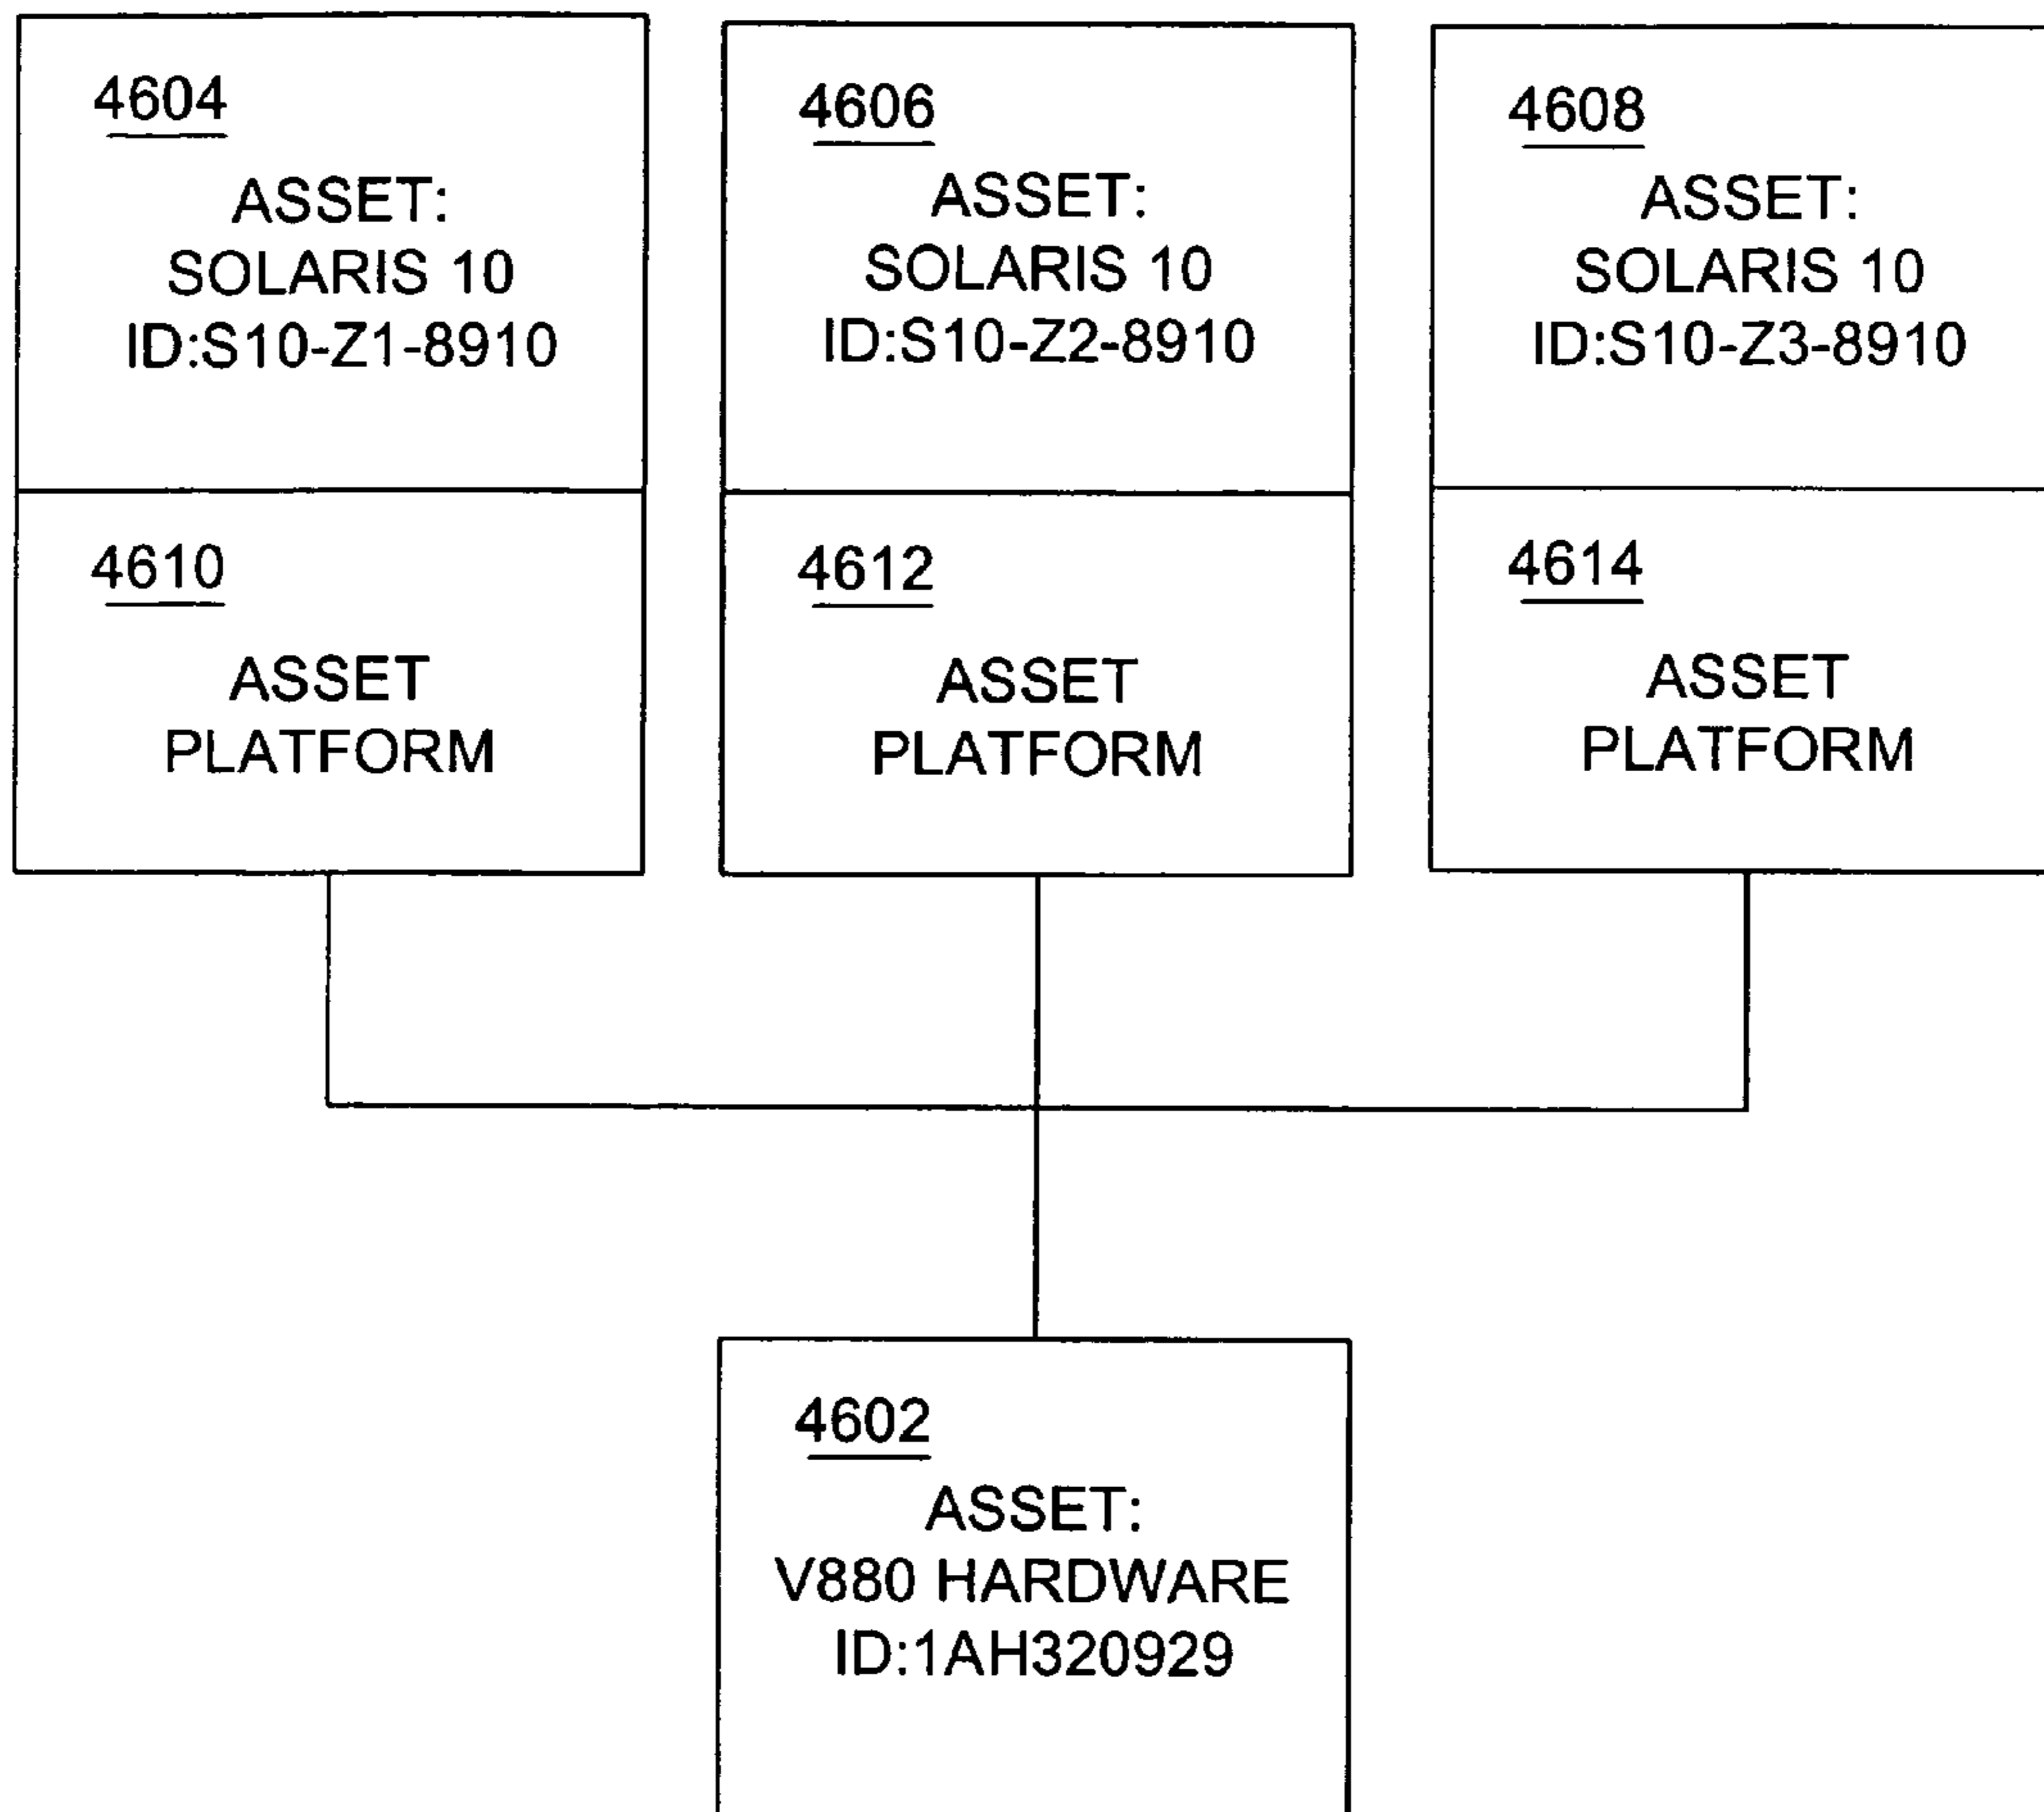 4604
ASSET:
SOLARIS 10
ID:S10-Z1-8910
4610
ASSET
PLATFORM
4606
ASSET:
SOLARIS 10
ID:S10-Z2-8910
4612
ASSET
PLATFORM
4608
ASSET:
SOLARIS 10
ID:S10-Z3-8910
4614
ASSET
PLATFORM
4602
ASSET:
V880 HARDWARE
ID:1AH320929